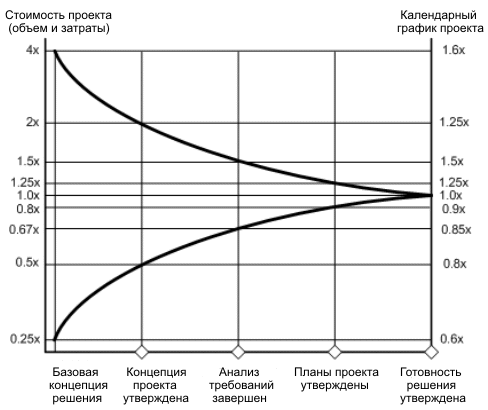 Стоимость проекта
(объем и затраты)
Календарный
график проекта
4x
2x
1.5x
1.25x
1.0x
0.8x
0.67x
0.5x
0.25x
1.6x
1.25x
1.5x
1.25x
1.0x
0.9x
0.85x
0.8x
0.6x
Базовая
концепция
решения
Концепция
проекта
утверждена
Анализ
требований
завершен
Планы проекта
утверждены
Готовность
решения
утверждена